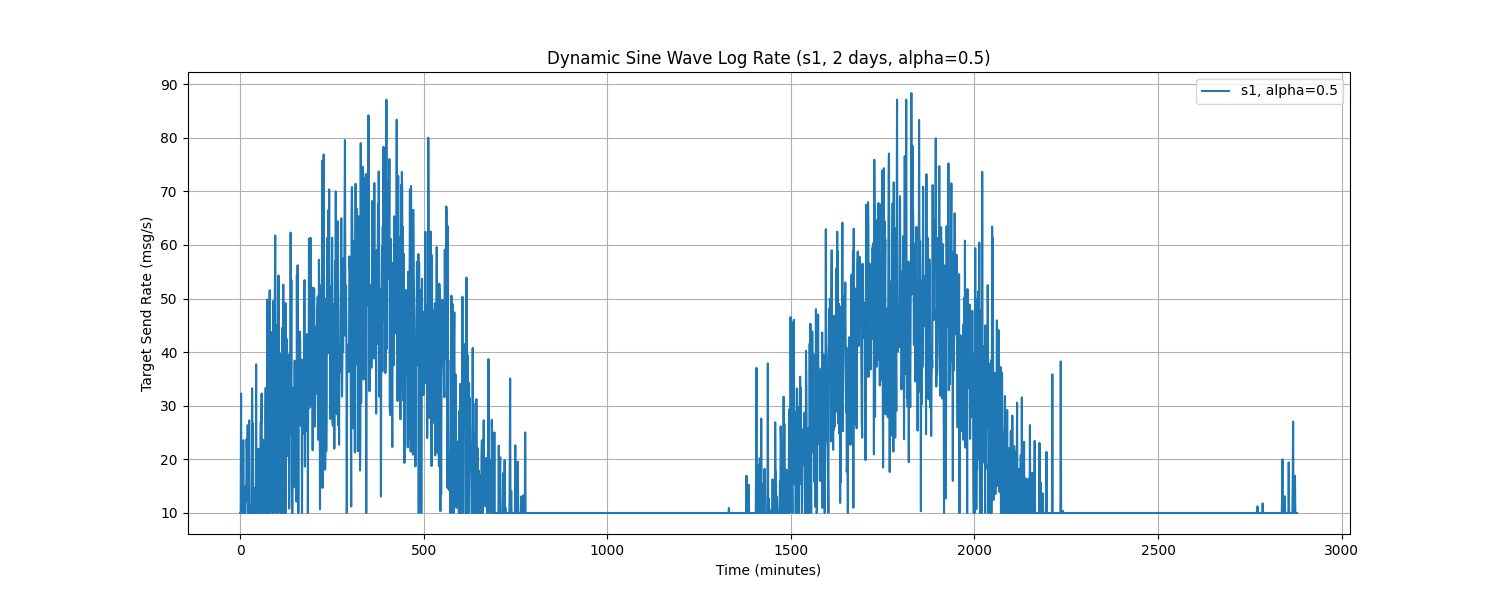 Dynamic Sine Wave Log Rate (s1, 2 days, alpha=0.5)
s1, alpha=0.5
Target Send Rate (msg/s)
90
80
70
60
50
40
30
20
10
0 500 1000 1500 2000 2500 3000
Time (minutes)